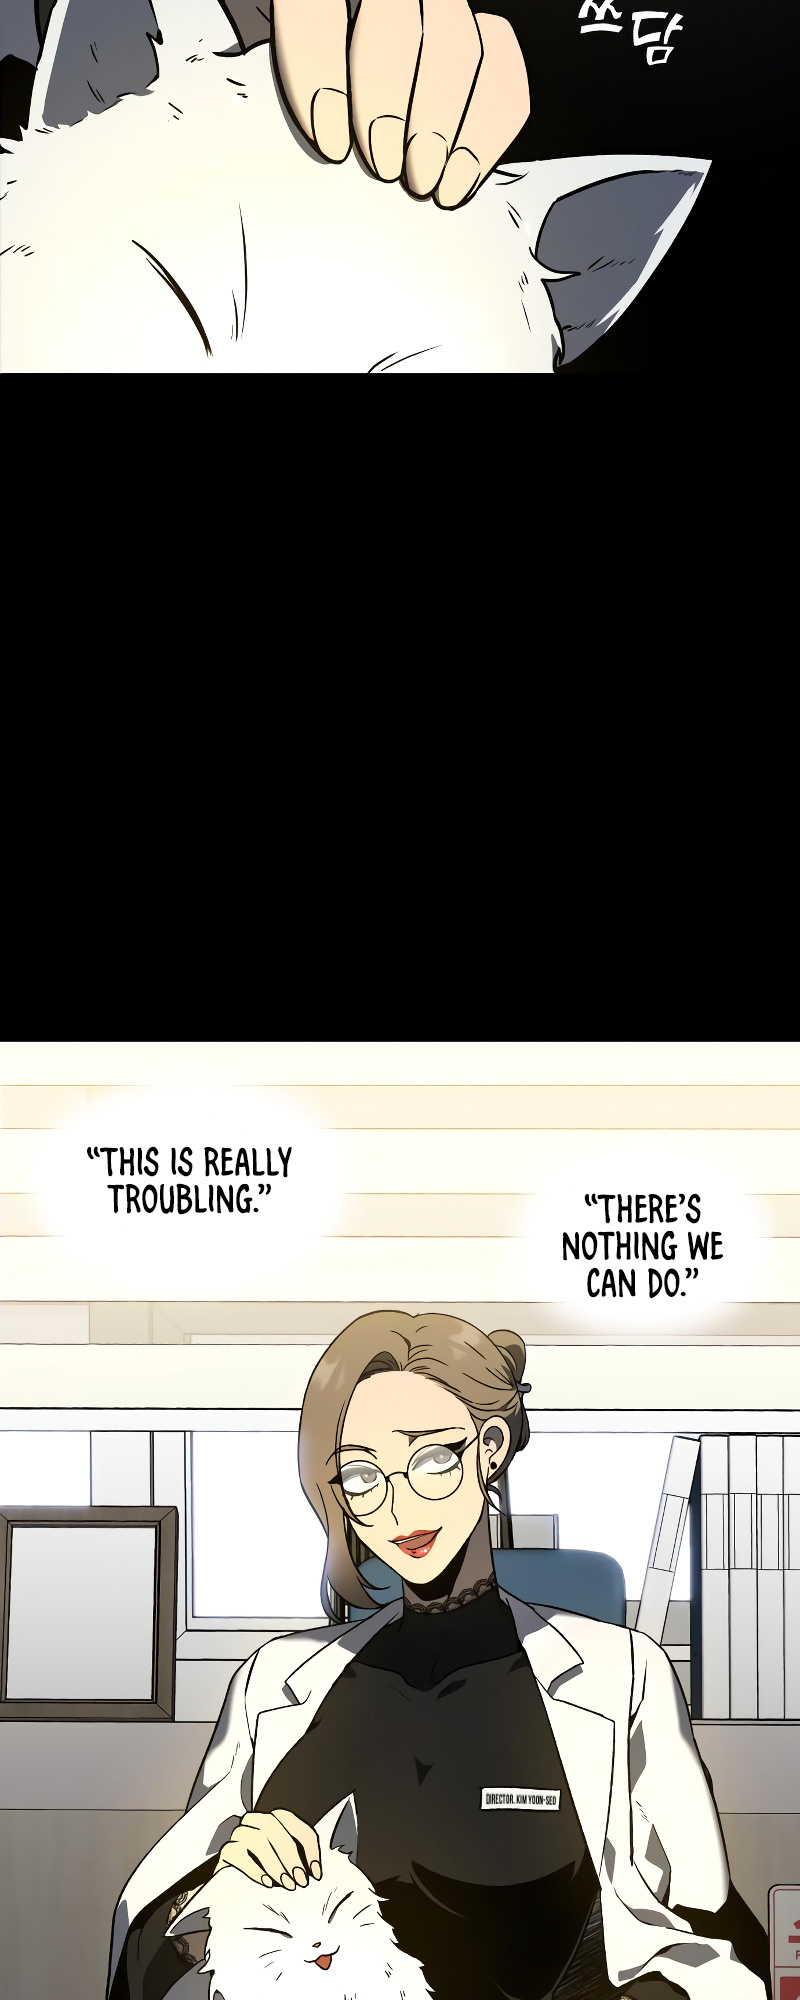 쓰담
“THIS IS REALLY
TROUBLING.”
“THERE’S
NOTHING WE
CAN DO.”
DIRECTOR. KIM YOON-SEO